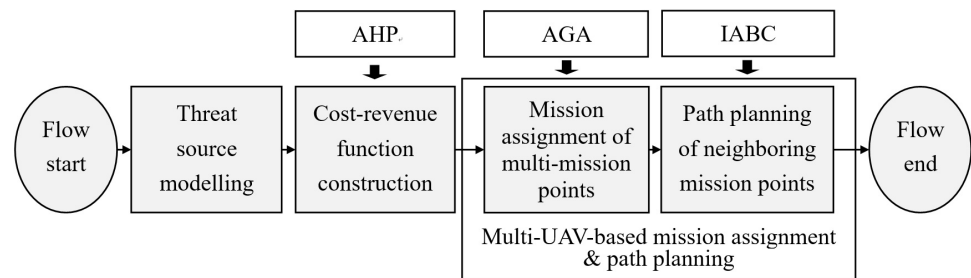 AHP
AGA
IABC
Flow
start
Threat
source
modelling
Cost-revenue
function
construction
Mission
assignment of
multi-mission
points
Path planning
of neighboring
mission points
Flow
end
Multi-UAV-based mission assignment
& path planning